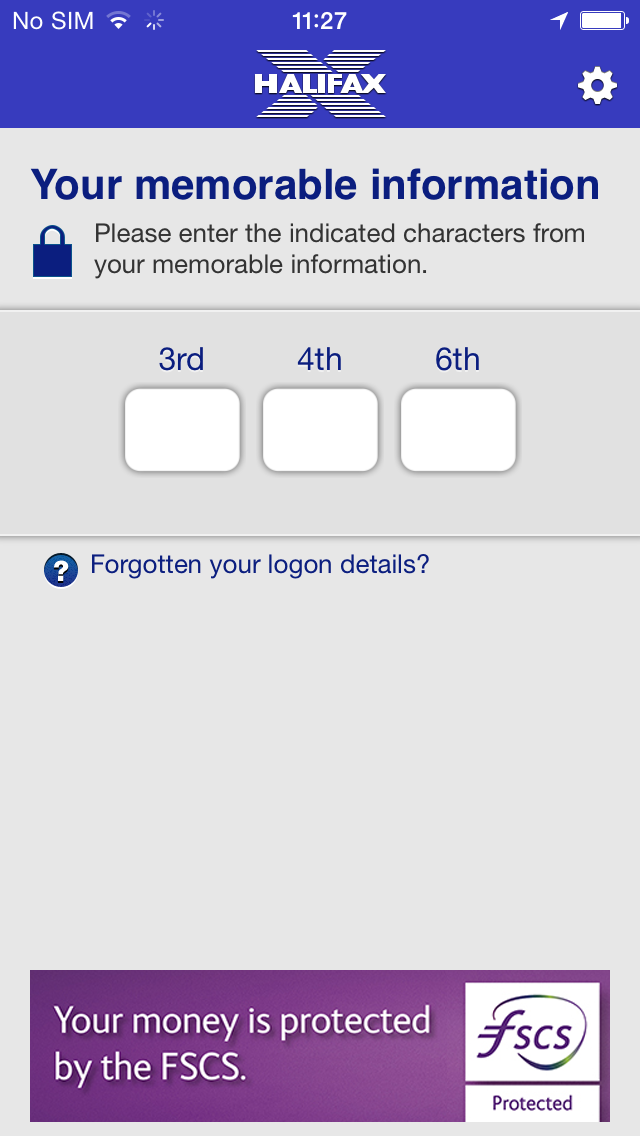 No SIM 11:27
HALIFAX
Your memorable information
Please enter the indicated characters from
your memorable information.
3rd 4th 6th
? Forgotten your logon details?
Your money is protected
by the FSCS.
fscs
Protected